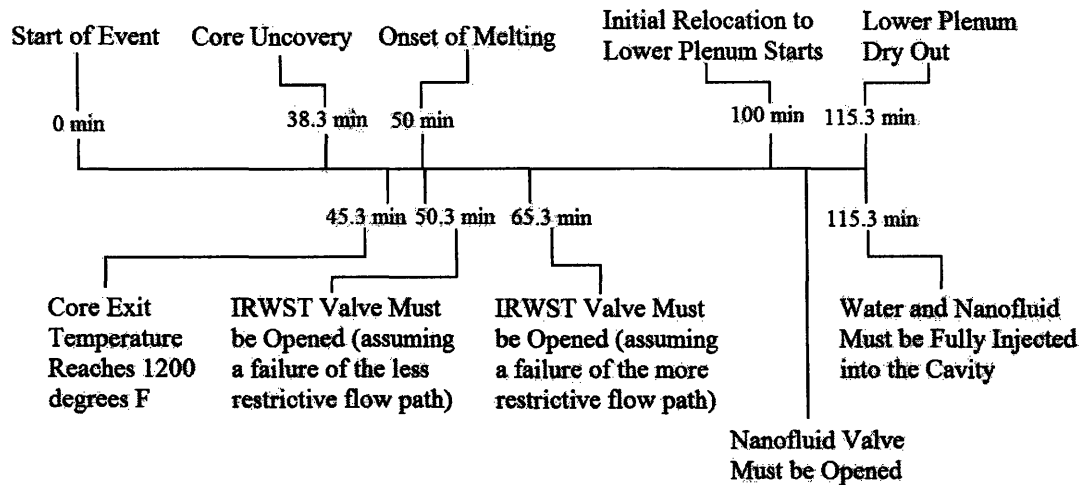 Start of Event
Core Uncovery
Onset of Melting
Initial Relocation to
Lower Plenum Starts
Lower Plenum
Dry Out
0 min
38.3 min
50 min
100 min
115.3 min
45.3 min
50.3 min
65.3 min
115.3 min
Core Exit
Temperature
Reaches 1200
degrees F
IRWST Valve Must
be Opened (assuming
a failure of the less
restrictive flow path)
IRWST Valve Must
be Opened (assuming
a failure of the more
restrictive flow path)
Water and Nanofluid
Must be Fully Injected
into the Cavity
Nanofluid Valve
Must be Opened